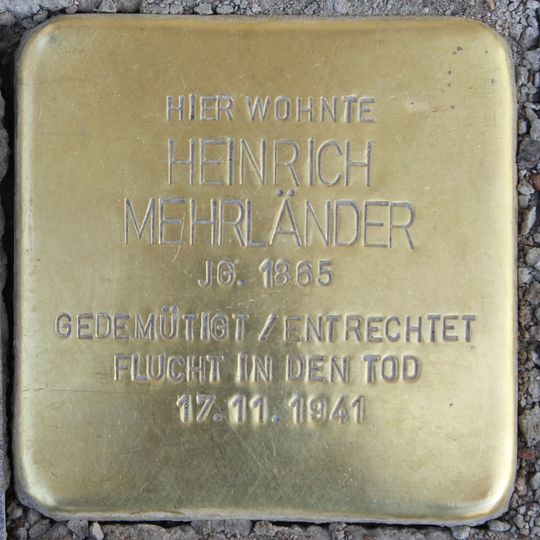 HIER WOHNTE
HEINRICH
MEHRLÄNDER
JG. 1865
GEDEMÜTIGT / ENTRECHTET
FLUCHT IN DEN TOD
17.11.1941